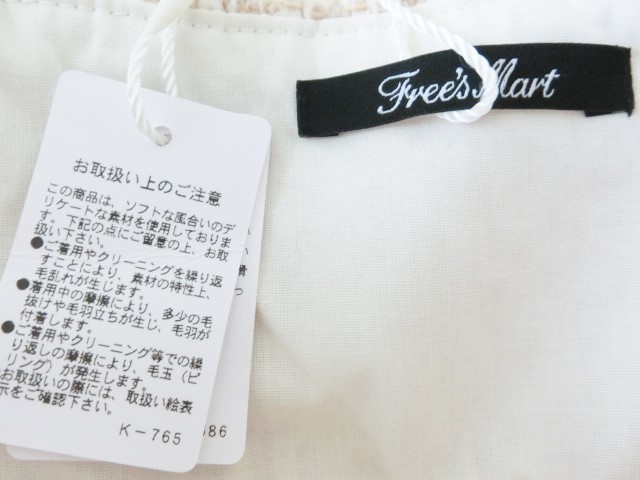 Free's Mart
お取扱い上のご注意
この商品は、ソフトな風合いのデ
リケートな素材を使用しておりま
す。下記の点にご留意の上、お取
扱い下さい。
●ご着用やクリーニングを繰り返
すことにより、素材の特性上、
毛乱れが生じます。
●着用中の摩擦により、多少の毛
抜けや毛羽立ちが生じ、毛羽が
付着します。
●ご着用やクリーニング等での繰
り返しの摩擦により、毛玉（ピ
リング）が発生します。
お取扱いの際には、取扱い絵表
示をご確認下さい。
K-765
686